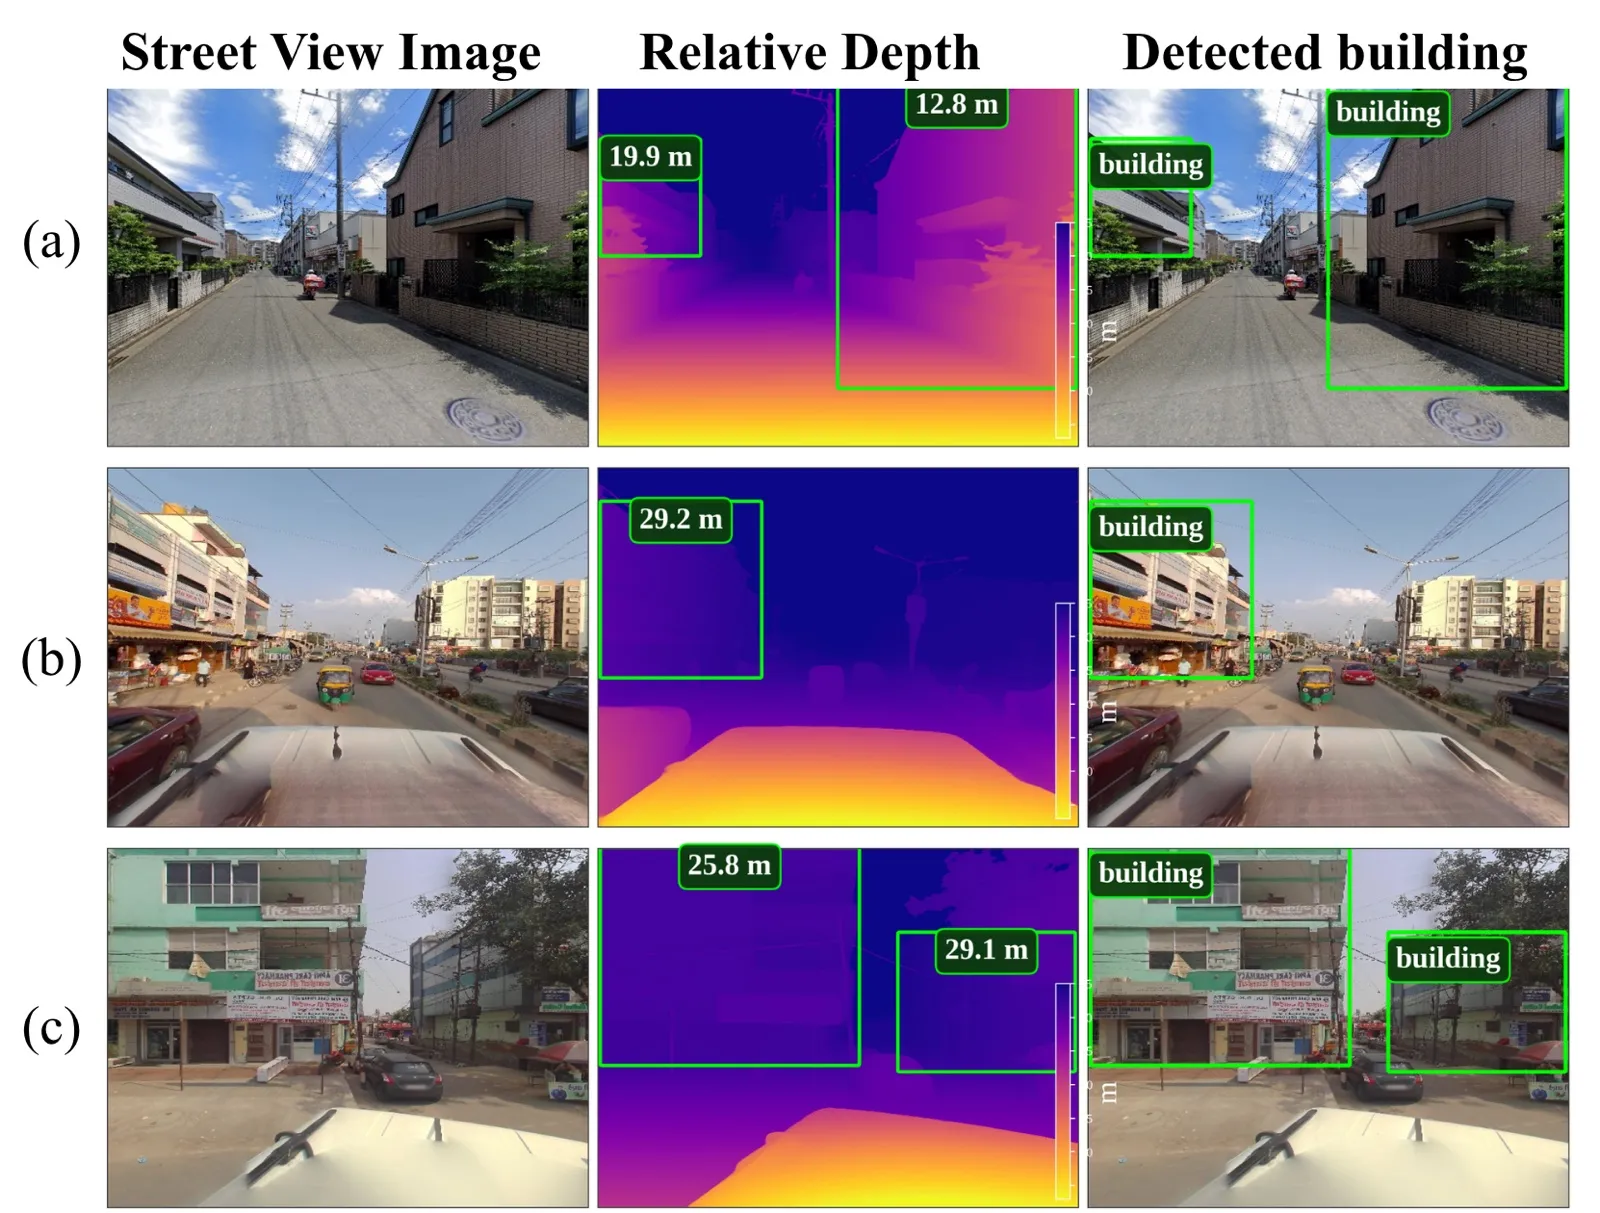 Street View Image
Relative Depth
Detected building
(a)
19.9 m
12.8 m
building
building
m
(b)
29.2 m
building
m
(c)
25.8 m
29.1 m
building
building
m